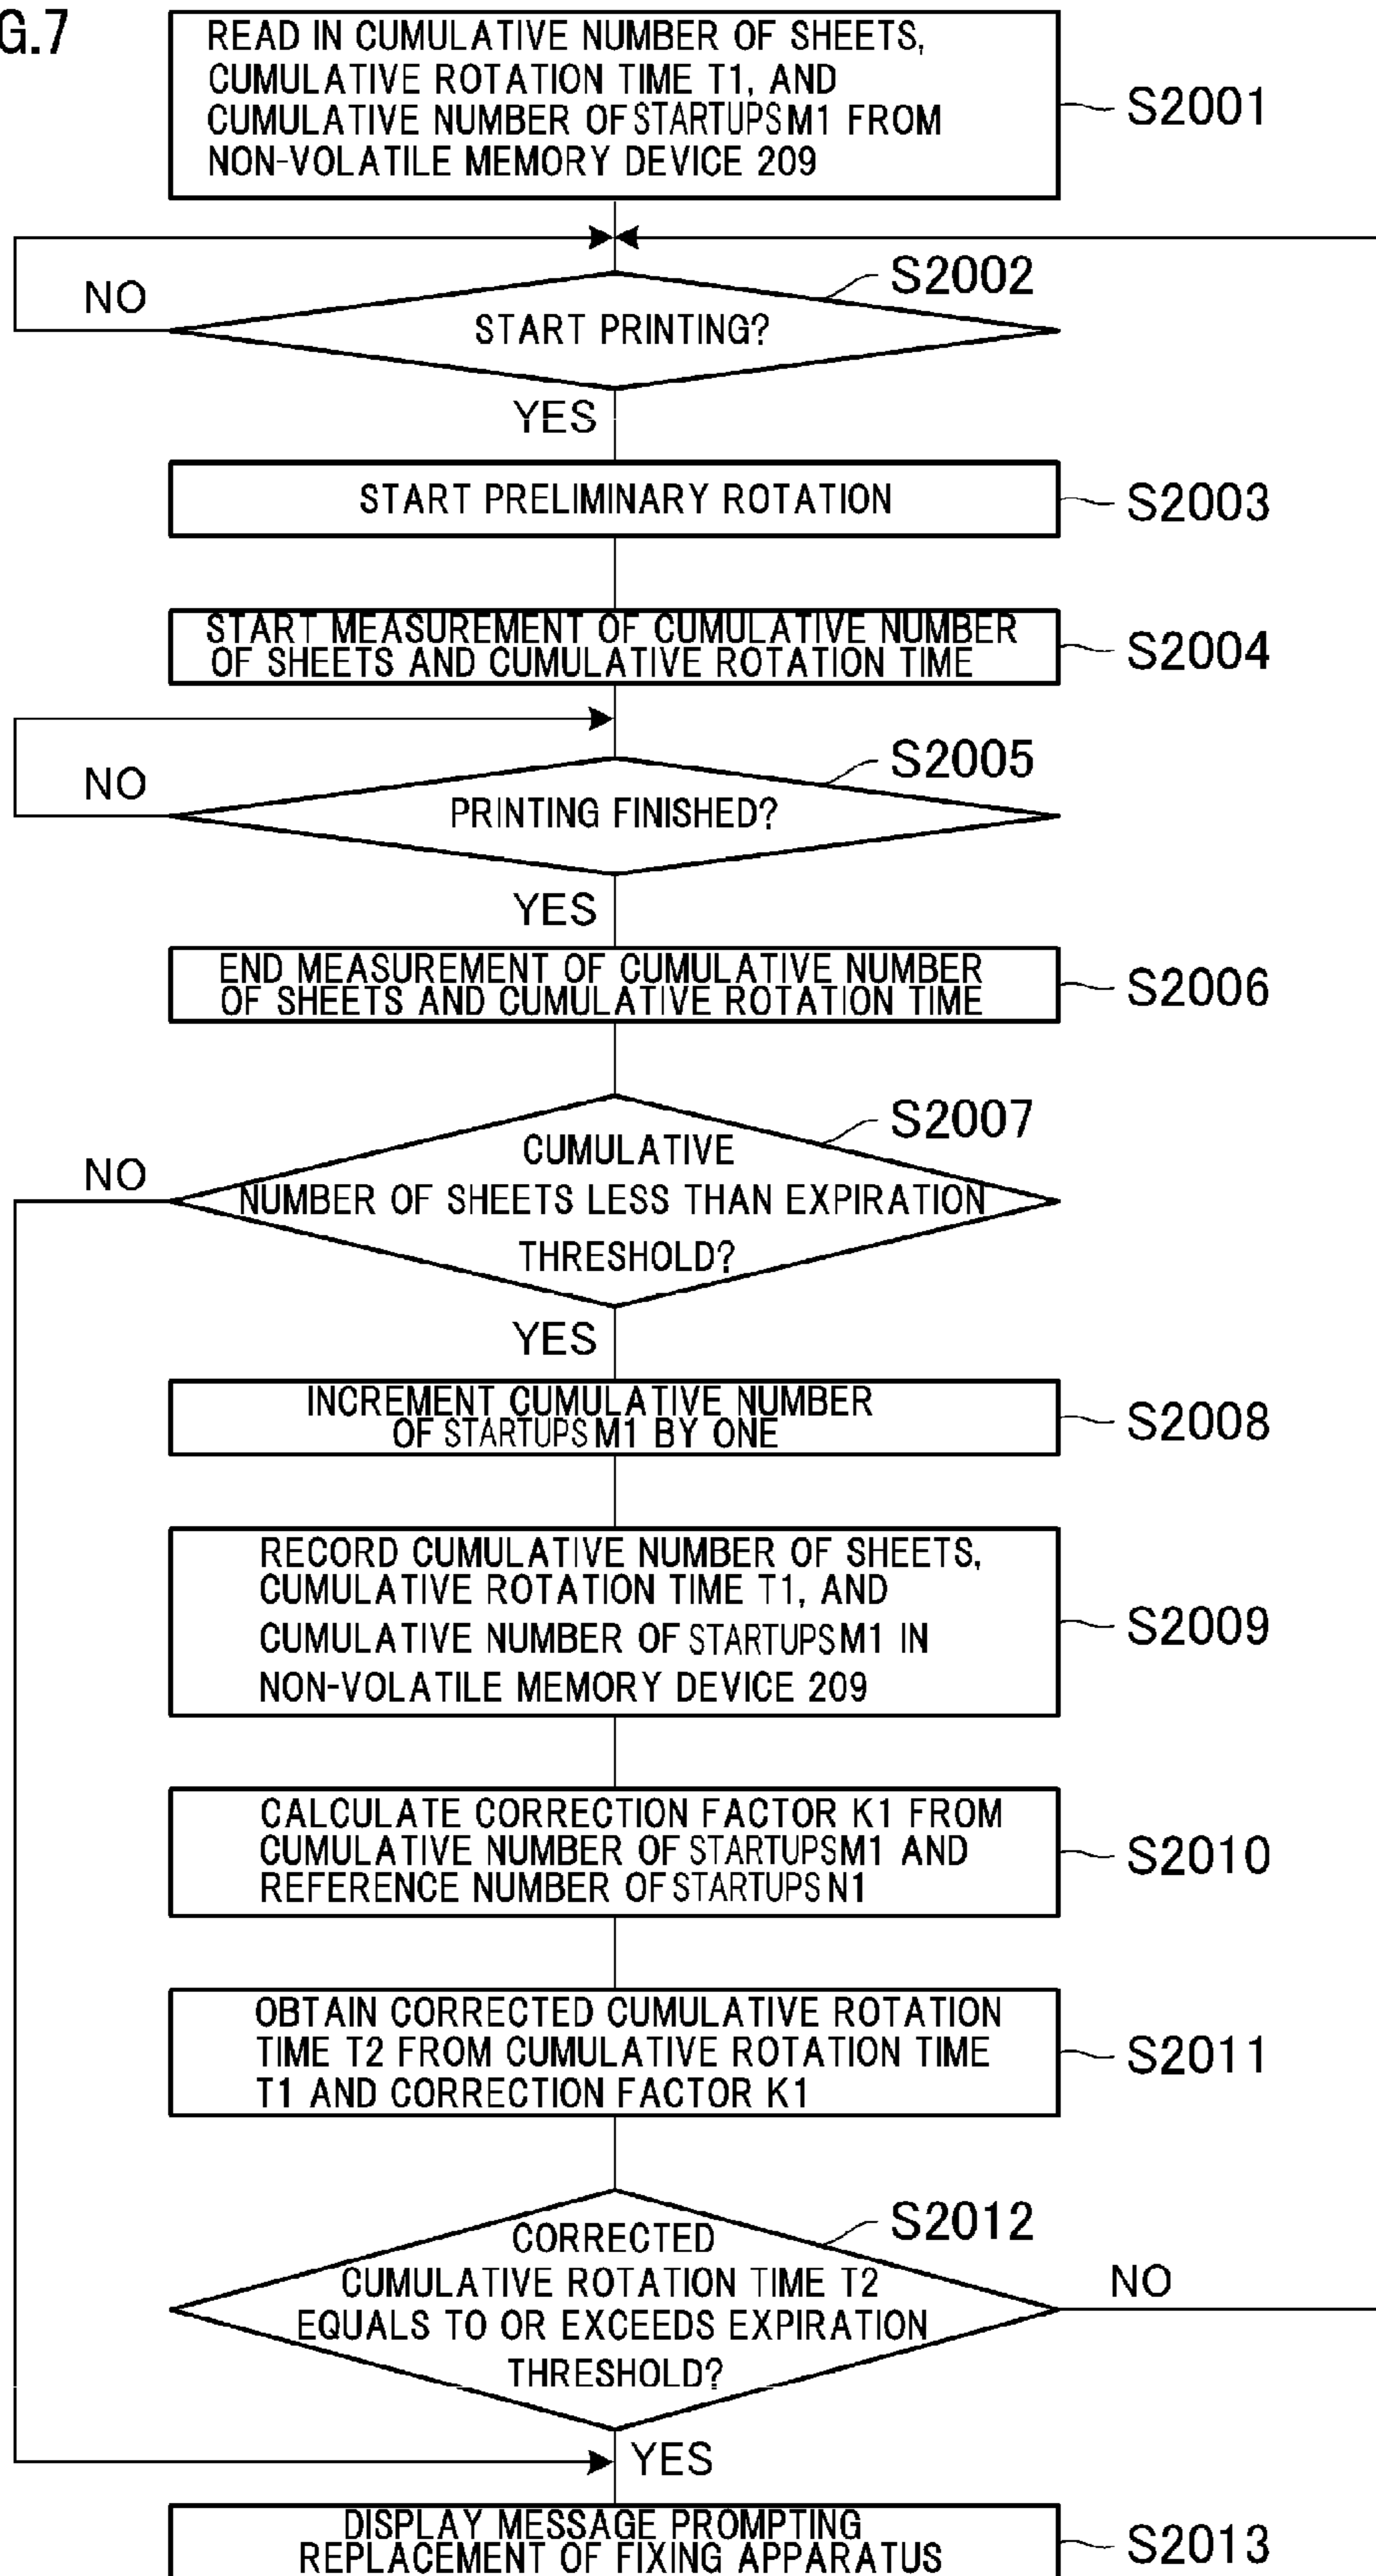 G.7
READ IN CUMULATIVE NUMBER OF SHEETS,
CUMULATIVE ROTATION TIME T1, AND
CUMULATIVE NUMBER OF STARTUPS M1 FROM
NON-VOLATILE MEMORY DEVICE 209
S2001
S2002
NO
START PRINTING?
YES
START PRELIMINARY ROTATION
S2003
START MEASUREMENT OF CUMULATIVE NUMBER
OF SHEETS AND CUMULATIVE ROTATION TIME
S2004
S2005
NO
PRINTING FINISHED?
YES
END MEASUREMENT OF CUMULATIVE NUMBER
OF SHEETS AND CUMULATIVE ROTATION TIME
S2006
S2007
NO
CUMULATIVE
NUMBER OF SHEETS LESS THAN EXPIRATION
THRESHOLD?
YES
INCREMENT CUMULATIVE NUMBER
OF STARTUPS M1 BY ONE
S2008
RECORD CUMULATIVE NUMBER OF SHEETS,
CUMULATIVE ROTATION TIME T1, AND
CUMULATIVE NUMBER OF STARTUPS M1 IN
NON-VOLATILE MEMORY DEVICE 209
S2009
CALCULATE CORRECTION FACTOR K1 FROM
CUMULATIVE NUMBER OF STARTUPS M1 AND
REFERENCE NUMBER OF STARTUPS N1
S2010
OBTAIN CORRECTED CUMULATIVE ROTATION
TIME T2 FROM CUMULATIVE ROTATION TIME
T1 AND CORRECTION FACTOR K1
S2011
S2012
CORRECTED
CUMULATIVE ROTATION TIME T2
EQUALS TO OR EXCEEDS EXPIRATION
THRESHOLD?
NO
YES
DISPLAY MESSAGE PROMPTING
REPLACEMENT OF FIXING APPARATUS
S2013